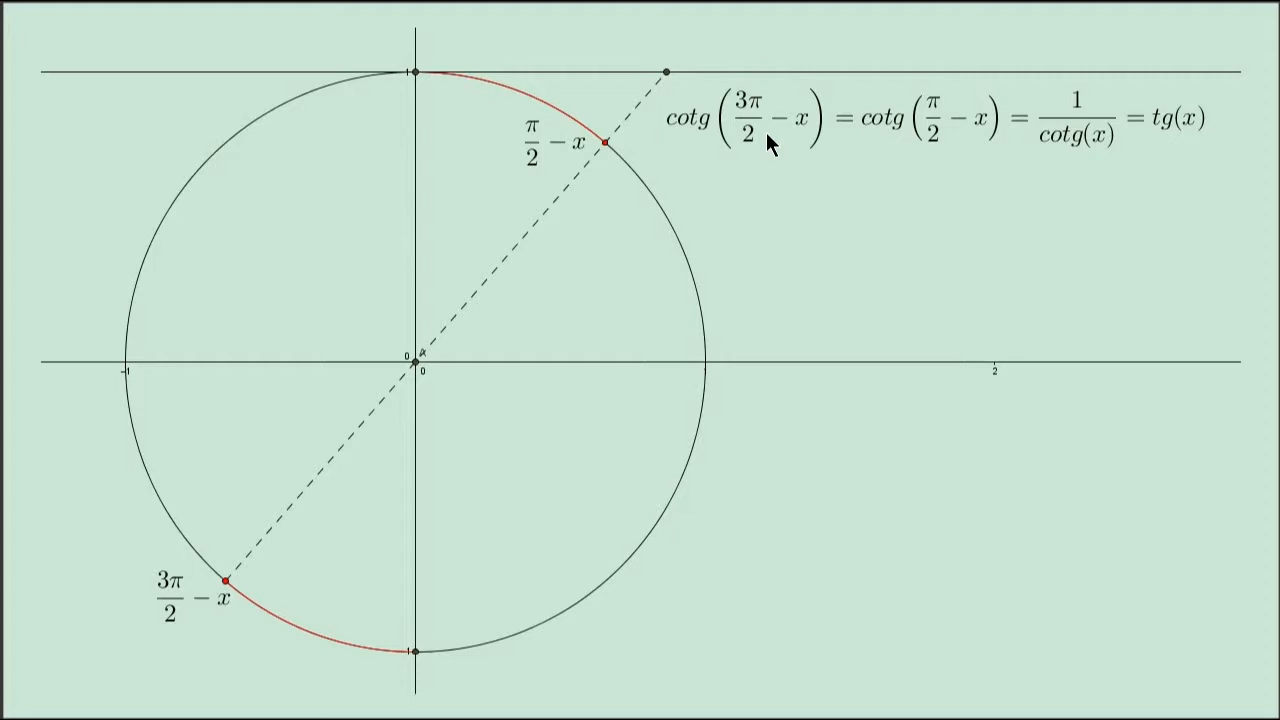 cotg(3π/2 − x) = cotg(π/2 − x) = 1/cotg(x) = tg(x)
π/2 − x
0
-1
0
2
3π/2 − x